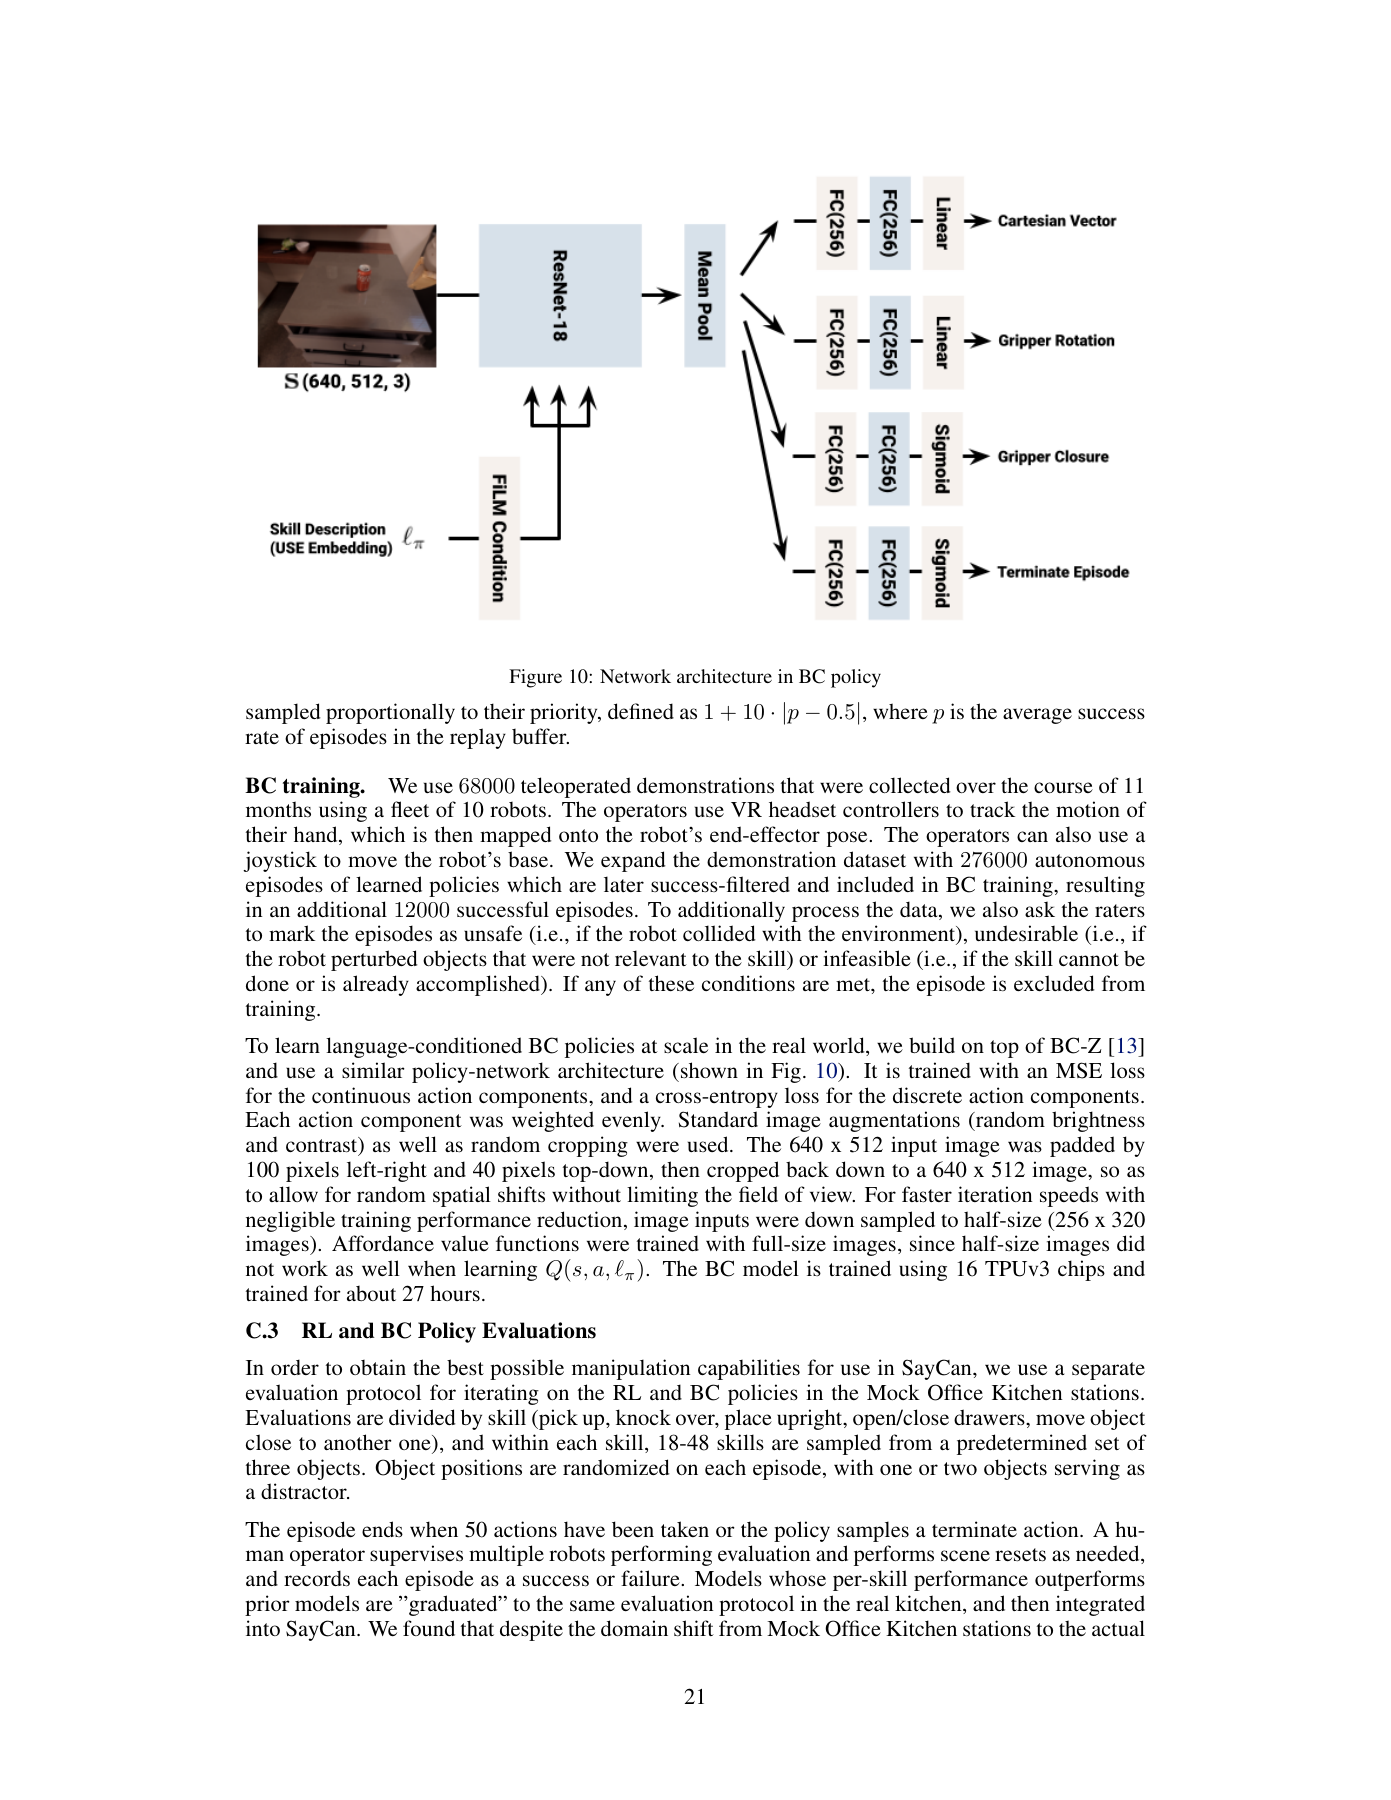 FC(256) FC(256) Linear Cartesian Vector
ResNet-18 Mean Pool
FC(256) FC(256) Linear Gripper Rotation
S (640, 512, 3)
FC(256) FC(256) Sigmoid Gripper Closure
FiLM Condition
Skill Description
(USE Embedding) ℓπ
FC(256) FC(256) Sigmoid Terminate Episode
Figure 10: Network architecture in BC policy
sampled proportionally to their priority, defined as 1 + 10 · |p − 0.5|, where p is the average success
rate of episodes in the replay buffer.
BC training. We use 68000 teleoperated demonstrations that were collected over the course of 11
months using a fleet of 10 robots. The operators use VR headset controllers to track the motion of
their hand, which is then mapped onto the robot's end-effector pose. The operators can also use a
joystick to move the robot's base. We expand the demonstration dataset with 276000 autonomous
episodes of learned policies which are later success-filtered and included in BC training, resulting
in an additional 12000 successful episodes. To additionally process the data, we also ask the raters
to mark the episodes as unsafe (i.e., if the robot collided with the environment), undesirable (i.e., if
the robot perturbed objects that were not relevant to the skill) or infeasible (i.e., if the skill cannot be
done or is already accomplished). If any of these conditions are met, the episode is excluded from
training.
To learn language-conditioned BC policies at scale in the real world, we build on top of BC-Z [13]
and use a similar policy-network architecture (shown in Fig. 10). It is trained with an MSE loss
for the continuous action components, and a cross-entropy loss for the discrete action components.
Each action component was weighted evenly. Standard image augmentations (random brightness
and contrast) as well as random cropping were used. The 640 x 512 input image was padded by
100 pixels left-right and 40 pixels top-down, then cropped back down to a 640 x 512 image, so as
to allow for random spatial shifts without limiting the field of view. For faster iteration speeds with
negligible training performance reduction, image inputs were down sampled to half-size (256 x 320
images). Affordance value functions were trained with full-size images, since half-size images did
not work as well when learning Q(s, a, ℓπ). The BC model is trained using 16 TPUv3 chips and
trained for about 27 hours.
C.3 RL and BC Policy Evaluations
In order to obtain the best possible manipulation capabilities for use in SayCan, we use a separate
evaluation protocol for iterating on the RL and BC policies in the Mock Office Kitchen stations.
Evaluations are divided by skill (pick up, knock over, place upright, open/close drawers, move object
close to another one), and within each skill, 18-48 skills are sampled from a predetermined set of
three objects. Object positions are randomized on each episode, with one or two objects serving as
a distractor.
The episode ends when 50 actions have been taken or the policy samples a terminate action. A hu-
man operator supervises multiple robots performing evaluation and performs scene resets as needed,
and records each episode as a success or failure. Models whose per-skill performance outperforms
prior models are ”graduated” to the same evaluation protocol in the real kitchen, and then integrated
into SayCan. We found that despite the domain shift from Mock Office Kitchen stations to the actual
21